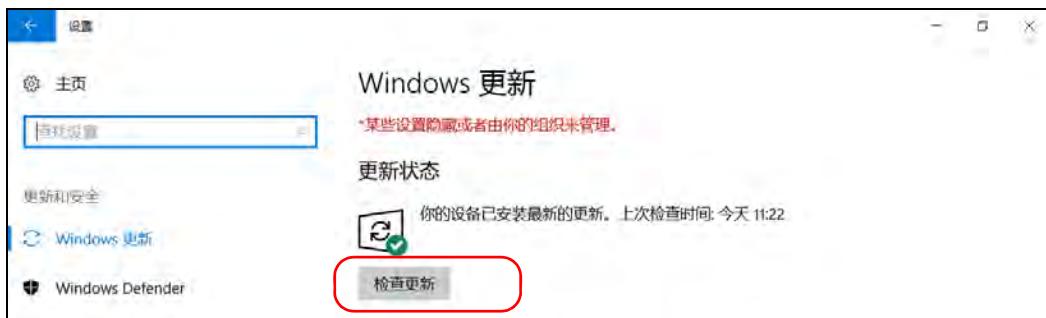 设置
主页
查找设置
更新和安全
Windows 更新
Windows Defender
Windows 更新
*某些设置隐藏或者由你的组织来管理。
更新状态
你的设备已安装最新的更新。上次检查时间: 今天 11:22
检查更新